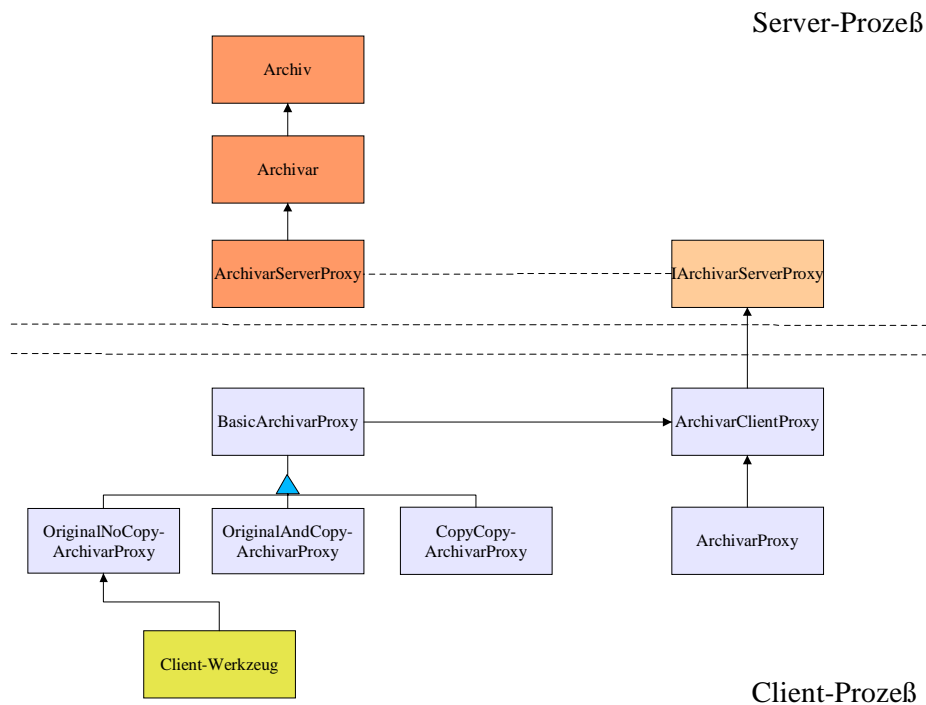 Server-Prozeß
Archiv
Archivar
ArchivarServerProxy
IArchivarServerProxy
BasicArchivarProxy
ArchivarClientProxy
OriginalNoCopy-
ArchivarProxy
OriginalAndCopy-
ArchivarProxy
CopyCopy-
ArchivarProxy
ArchivarProxy
Client-Werkzeug
Client-Prozeß